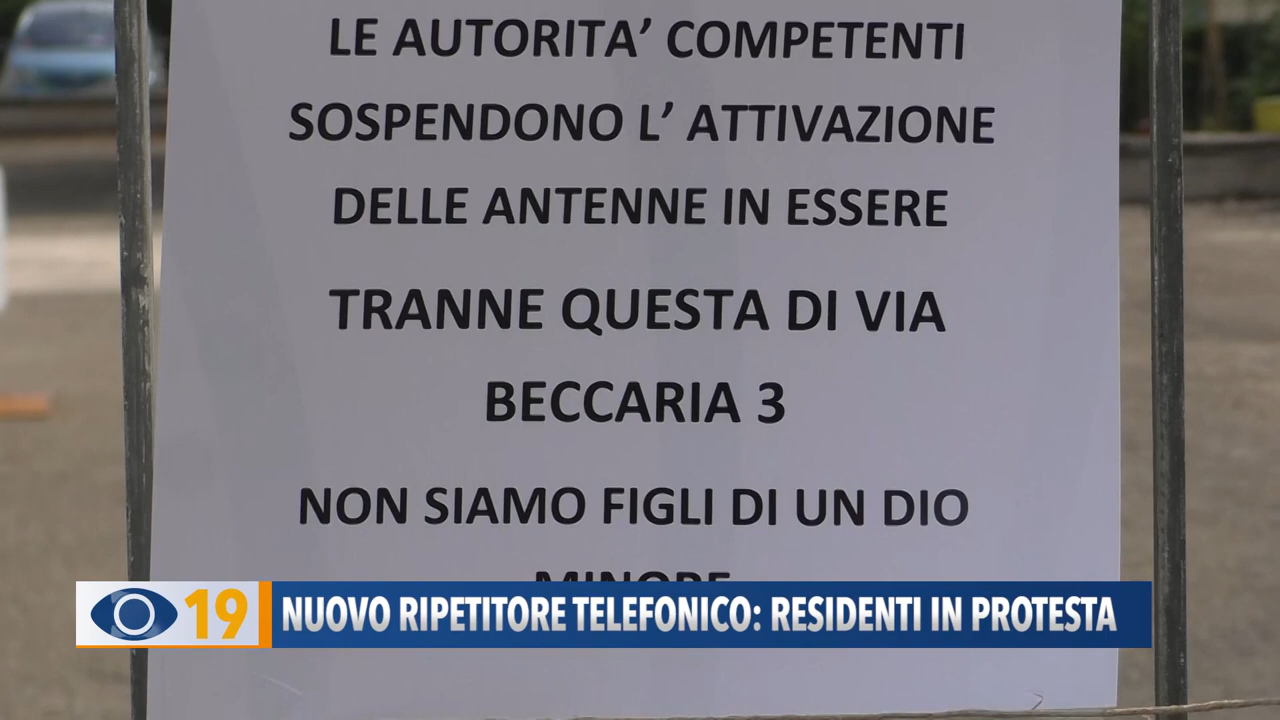 LE AUTORITA’ COMPETENTI
SOSPENDONO L’ ATTIVAZIONE
DELLE ANTENNE IN ESSERE
TRANNE QUESTA DI VIA
BECCARIA 3
NON SIAMO FIGLI DI UN DIO
MINORE
19 NUOVO RIPETITORE TELEFONICO: RESIDENTI IN PROTESTA